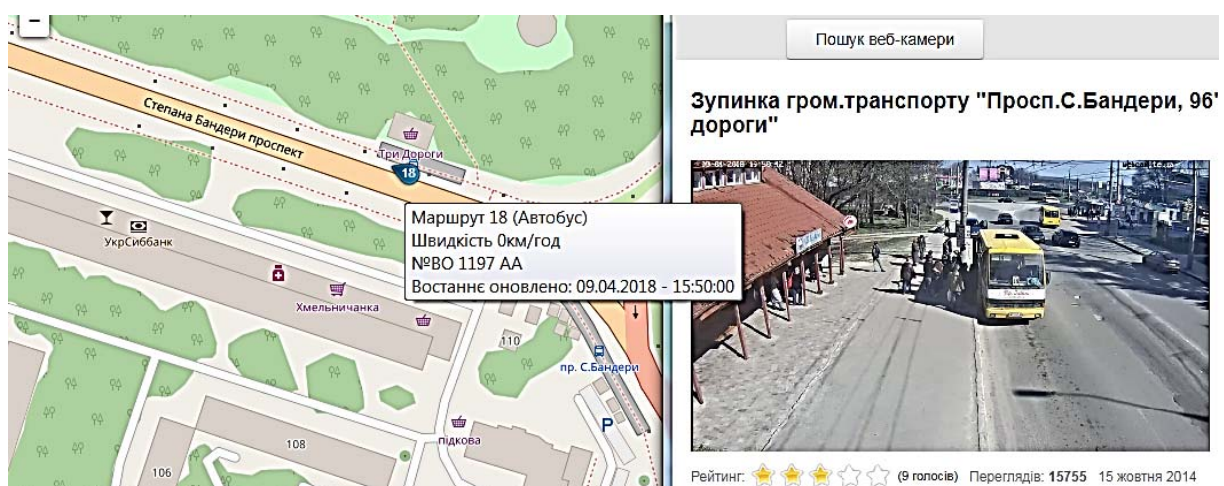 −
Степана Бандери проспект
Три Дороги
18
Маршрут 18 (Автобус)
Швидкість 0км/год
№ВО 1197 АА
Востаннє оновлено: 09.04.2018 - 15:50:00
УкрСиббанк
Хмельничанка
110
пр. С.Бандери
P
підкова
108
106
Пошук веб-камери
Зупинка гром.транспорту "Просп.С.Бандери, 96"
дороги"
Рейтинг: (9 голосів) Переглядів: 15755 15 жовтня 2014